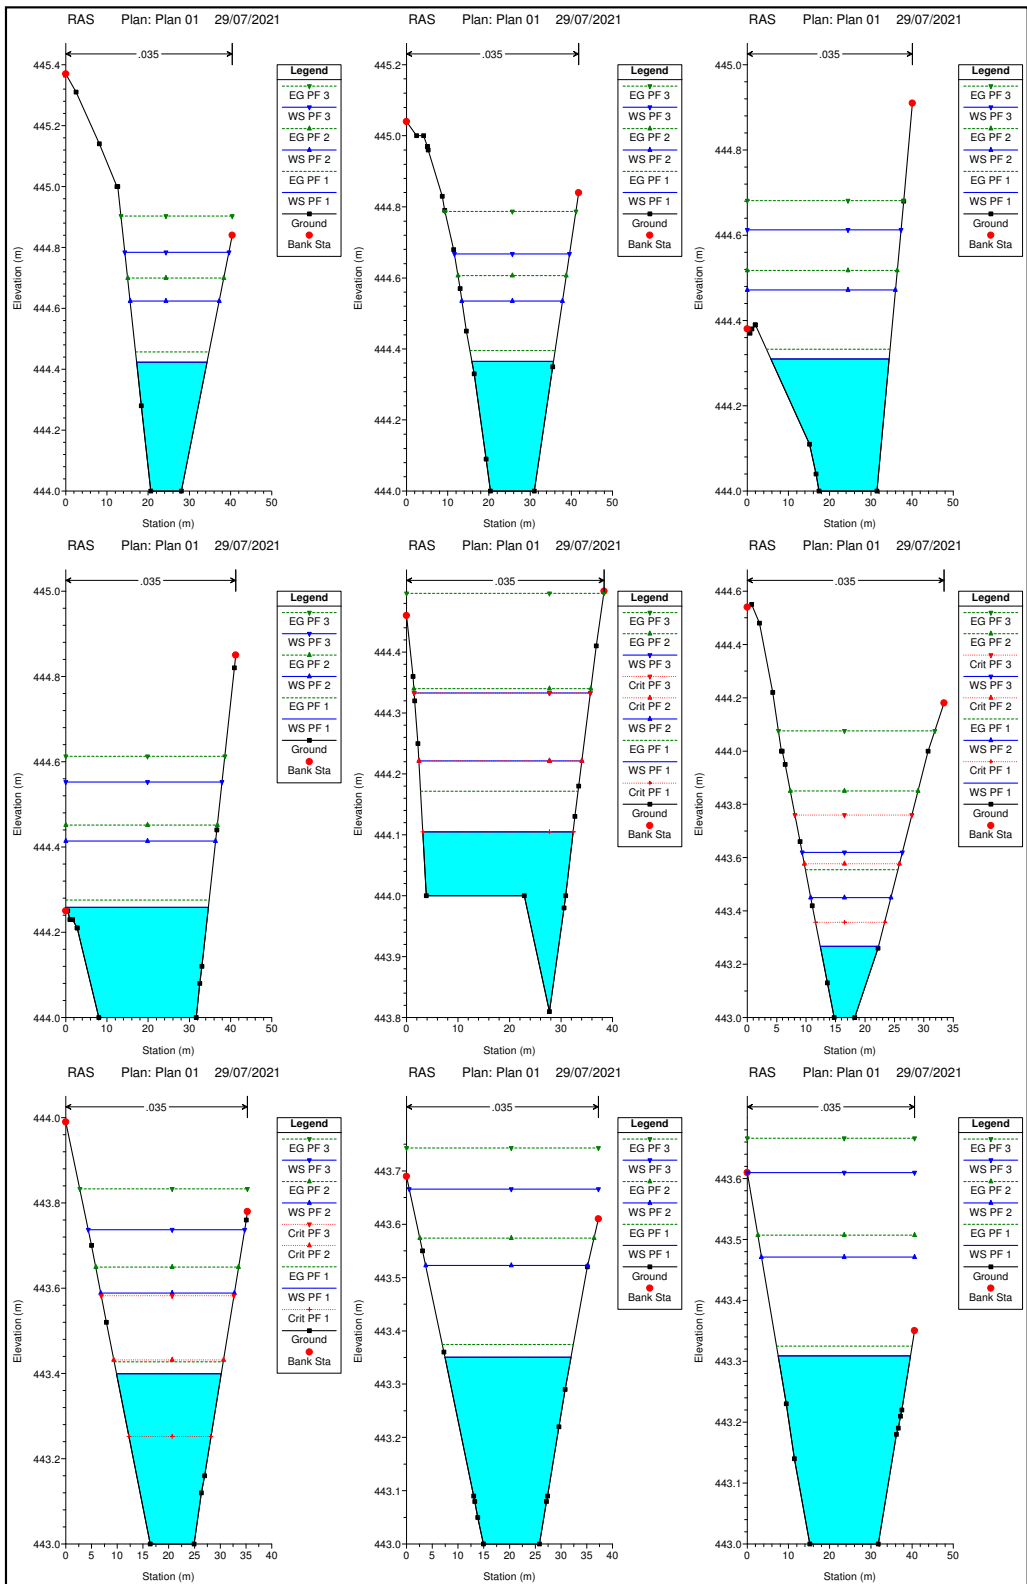 RAS Plan: Plan 01 29/07/2021
.035
445.4
445.2
445.0
444.8
444.6
444.4
444.2
444.0
Elevation (m)
0 10 20 30 40 50
Station (m)
Legend
EG PF 3
WS PF 3
EG PF 2
WS PF 2
EG PF 1
WS PF 1
Ground
Bank Sta
RAS Plan: Plan 01 29/07/2021
.035
445.2
445.0
444.8
444.6
444.4
444.2
444.0
Elevation (m)
0 10 20 30 40 50
Station (m)
Legend
EG PF 3
WS PF 3
EG PF 2
WS PF 2
EG PF 1
WS PF 1
Ground
Bank Sta
RAS Plan: Plan 01 29/07/2021
.035
445.0
444.8
444.6
444.4
444.2
444.0
Elevation (m)
0 10 20 30 40 50
Station (m)
Legend
EG PF 3
WS PF 3
EG PF 2
WS PF 2
EG PF 1
WS PF 1
Ground
Bank Sta
RAS Plan: Plan 01 29/07/2021
.035
445.0
444.8
444.6
444.4
444.2
444.0
Elevation (m)
0 10 20 30 40 50
Station (m)
Legend
EG PF 3
WS PF 3
EG PF 2
WS PF 2
EG PF 1
WS PF 1
Ground
Bank Sta
RAS Plan: Plan 01 29/07/2021
.035
444.4
444.3
444.2
444.1
444.0
443.9
443.8
Elevation (m)
0 10 20 30 40
Station (m)
Legend
EG PF 3
EG PF 2
WS PF 3
Crit PF 3
Crit PF 2
WS PF 2
EG PF 1
WS PF 1
Crit PF 1
Ground
Bank Sta
RAS Plan: Plan 01 29/07/2021
.035
444.6
444.4
444.2
444.0
443.8
443.6
443.4
443.2
443.0
Elevation (m)
0 5 10 15 20 25 30 35
Station (m)
Legend
EG PF 3
EG PF 2
Crit PF 3
WS PF 3
Crit PF 2
EG PF 1
WS PF 2
Crit PF 1
WS PF 1
Ground
Bank Sta
RAS Plan: Plan 01 29/07/2021
.035
444.0
443.8
443.6
443.4
443.2
443.0
Elevation (m)
0 5 10 15 20 25 30 35 40
Station (m)
Legend
EG PF 3
WS PF 3
EG PF 2
WS PF 2
Crit PF 3
Crit PF 2
EG PF 1
WS PF 1
Crit PF 1
Ground
Bank Sta
RAS Plan: Plan 01 29/07/2021
.035
443.7
443.6
443.5
443.4
443.3
443.2
443.1
443.0
Elevation (m)
0 10 20 30 40
Station (m)
Legend
EG PF 3
WS PF 3
EG PF 2
WS PF 2
EG PF 1
WS PF 1
Ground
Bank Sta
RAS Plan: Plan 01 29/07/2021
.035
443.6
443.5
443.4
443.3
443.2
443.1
443.0
Elevation (m)
0 10 20 30 40 50
Station (m)
Legend
EG PF 3
WS PF 3
EG PF 2
WS PF 2
EG PF 1
WS PF 1
Ground
Bank Sta